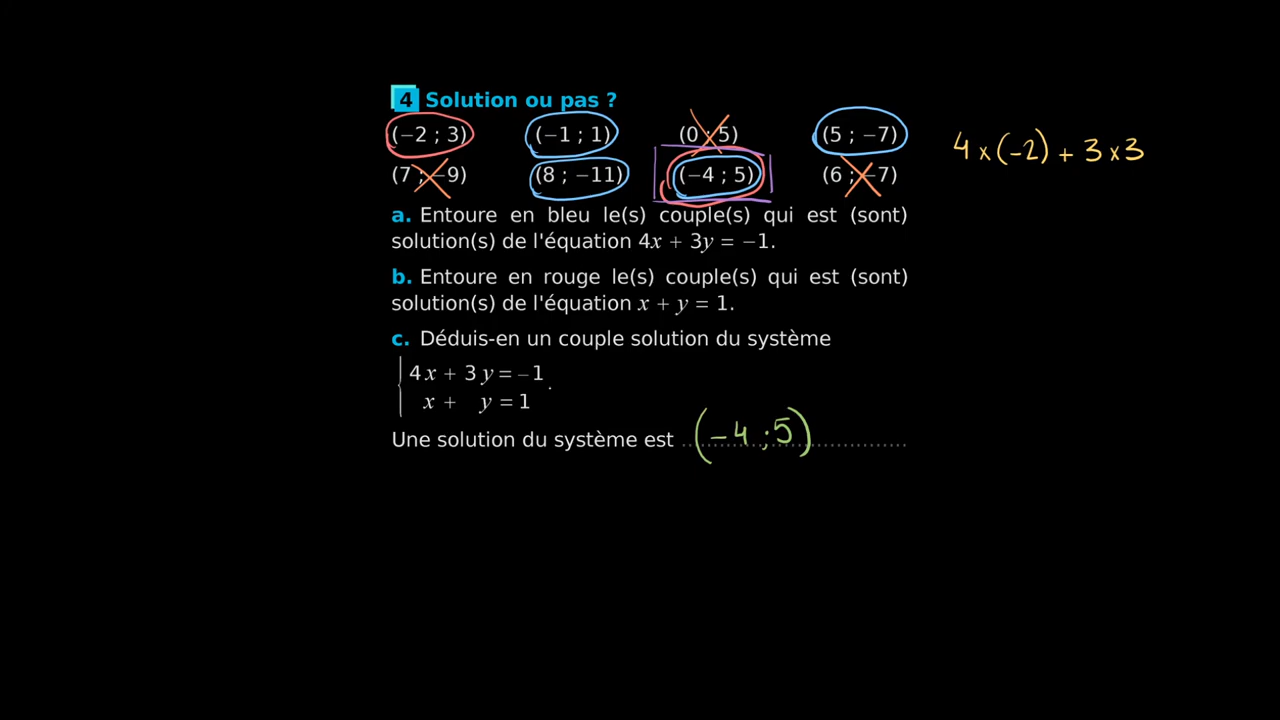 4 Solution ou pas ?
(−2 ; 3) (−1 ; 1) (0 ; 5) (5 ; −7) 4 × (−2) + 3 × 3
(7 ; −9) (8 ; −11) (−4 ; 5) (6 ; −7)
a. Entoure en bleu le(s) couple(s) qui est (sont)
solution(s) de l'équation 4x + 3y = −1.
b. Entoure en rouge le(s) couple(s) qui est (sont)
solution(s) de l'équation x + y = 1.
c. Déduis-en un couple solution du système
4x + 3y = −1
x + y = 1 .
Une solution du système est (−4 ; 5)